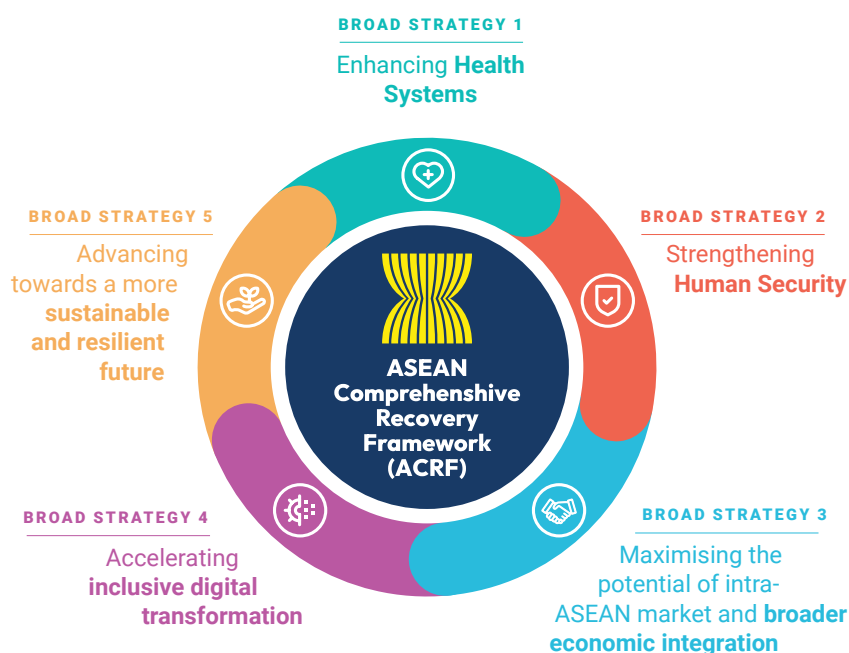 BROAD STRATEGY 1
Enhancing Health
Systems
BROAD STRATEGY 2
Strengthening
Human Security
BROAD STRATEGY 3
Maximising the
potential of intra-
ASEAN market and broader
economic integration
BROAD STRATEGY 4
Accelerating
inclusive digital
transformation
BROAD STRATEGY 5
Advancing
towards a more
sustainable
and resilient
future
ASEAN
Comprehenshive
Recovery
Framework
(ACRF)